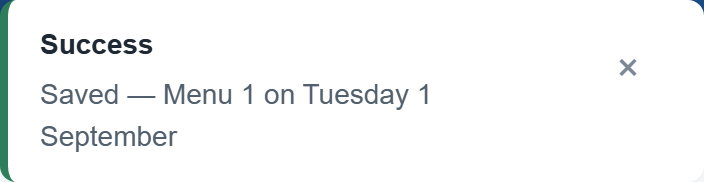 Success
Saved — Menu 1 on Tuesday 1
September